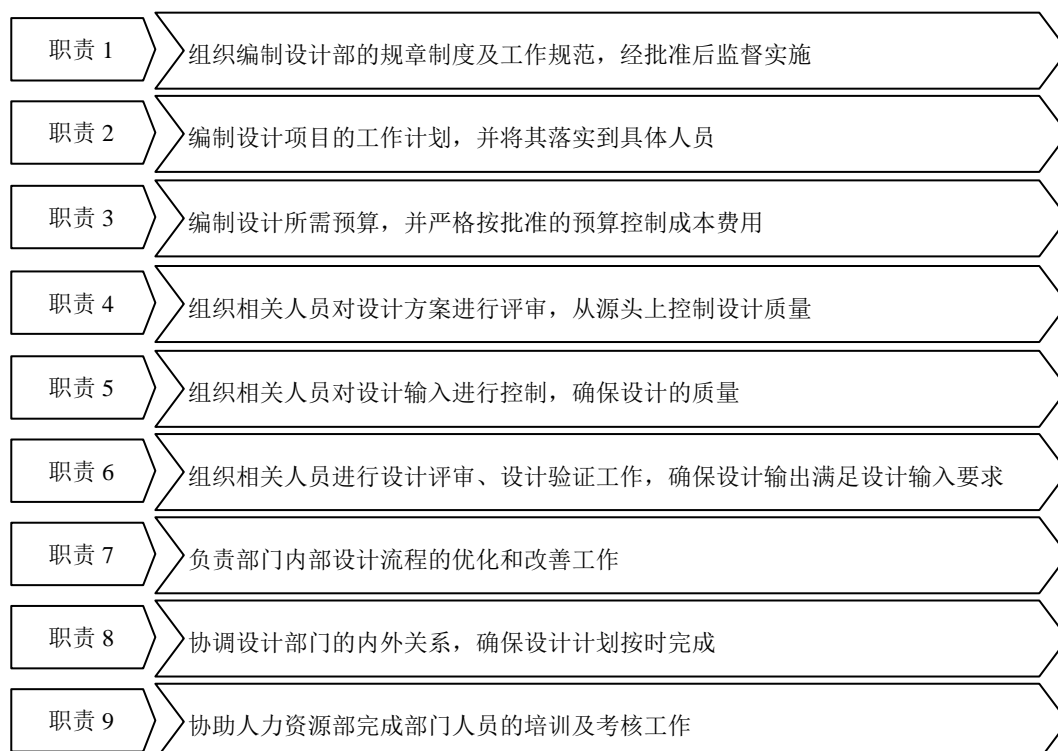 职责 1
组织编制设计部的规章制度及工作规范，经批准后监督实施
职责 2
编制设计项目的工作计划，并将其落实到具体人员
职责 3
编制设计所需预算，并严格按批准的预算控制成本费用
职责 4
组织相关人员对设计方案进行评审，从源头上控制设计质量
职责 5
组织相关人员对设计输入进行控制，确保设计的质量
职责 6
组织相关人员进行设计评审、设计验证工作，确保设计输出满足设计输入要求
职责 7
负责部门内部设计流程的优化和改善工作
职责 8
协调设计部门的内外关系，确保设计计划按时完成
职责 9
协助人力资源部完成部门人员的培训及考核工作